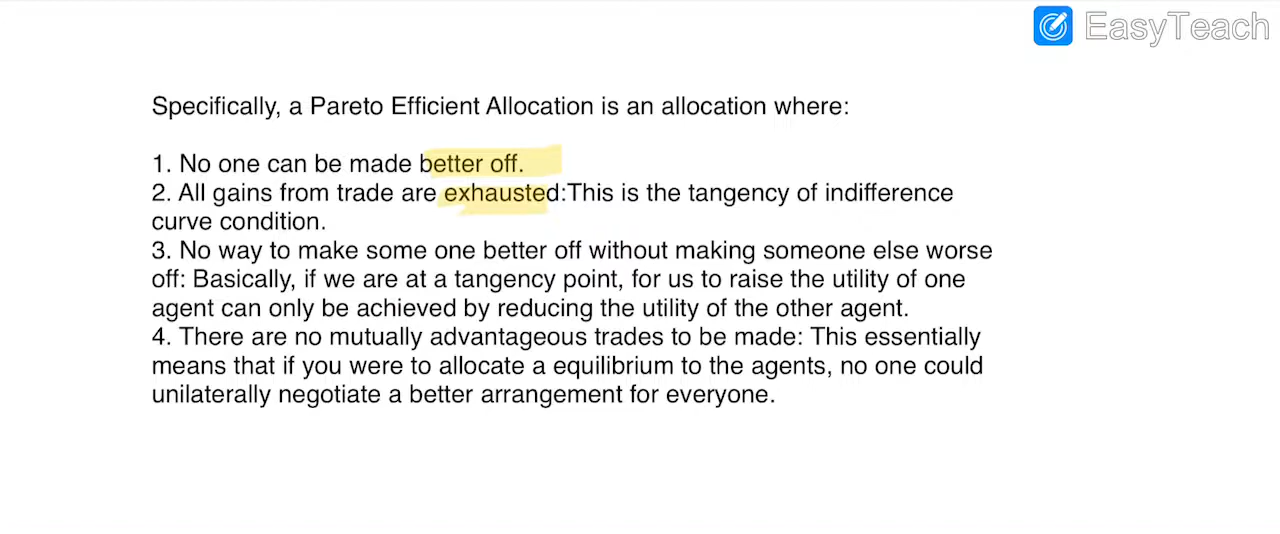 EasyTeach
Specifically, a Pareto Efficient Allocation is an allocation where:
1. No one can be made better off.
2. All gains from trade are exhausted:This is the tangency of indifference
curve condition.
3. No way to make some one better off without making someone else worse
off: Basically, if we are at a tangency point, for us to raise the utility of one
agent can only be achieved by reducing the utility of the other agent.
4. There are no mutually advantageous trades to be made: This essentially
means that if you were to allocate a equilibrium to the agents, no one could
unilaterally negotiate a better arrangement for everyone.